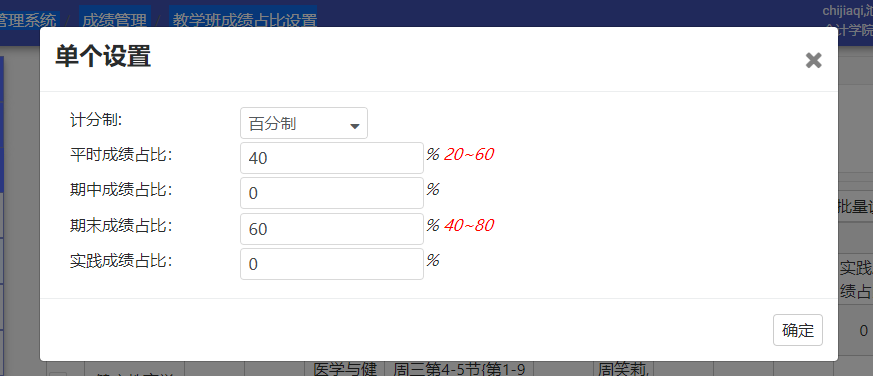 管理系统 成绩管理 教学班成绩占比设置
chijiaqi,
会计学院
单个设置
计分制: 百分制
平时成绩占比: 40 % 20~60
期中成绩占比: 0 %
期末成绩占比: 60 % 40~80
实践成绩占比: 0 %
确定
批量
实践
绩占
0
医学与健
周三第4-5节{第1-9
周笑莉,